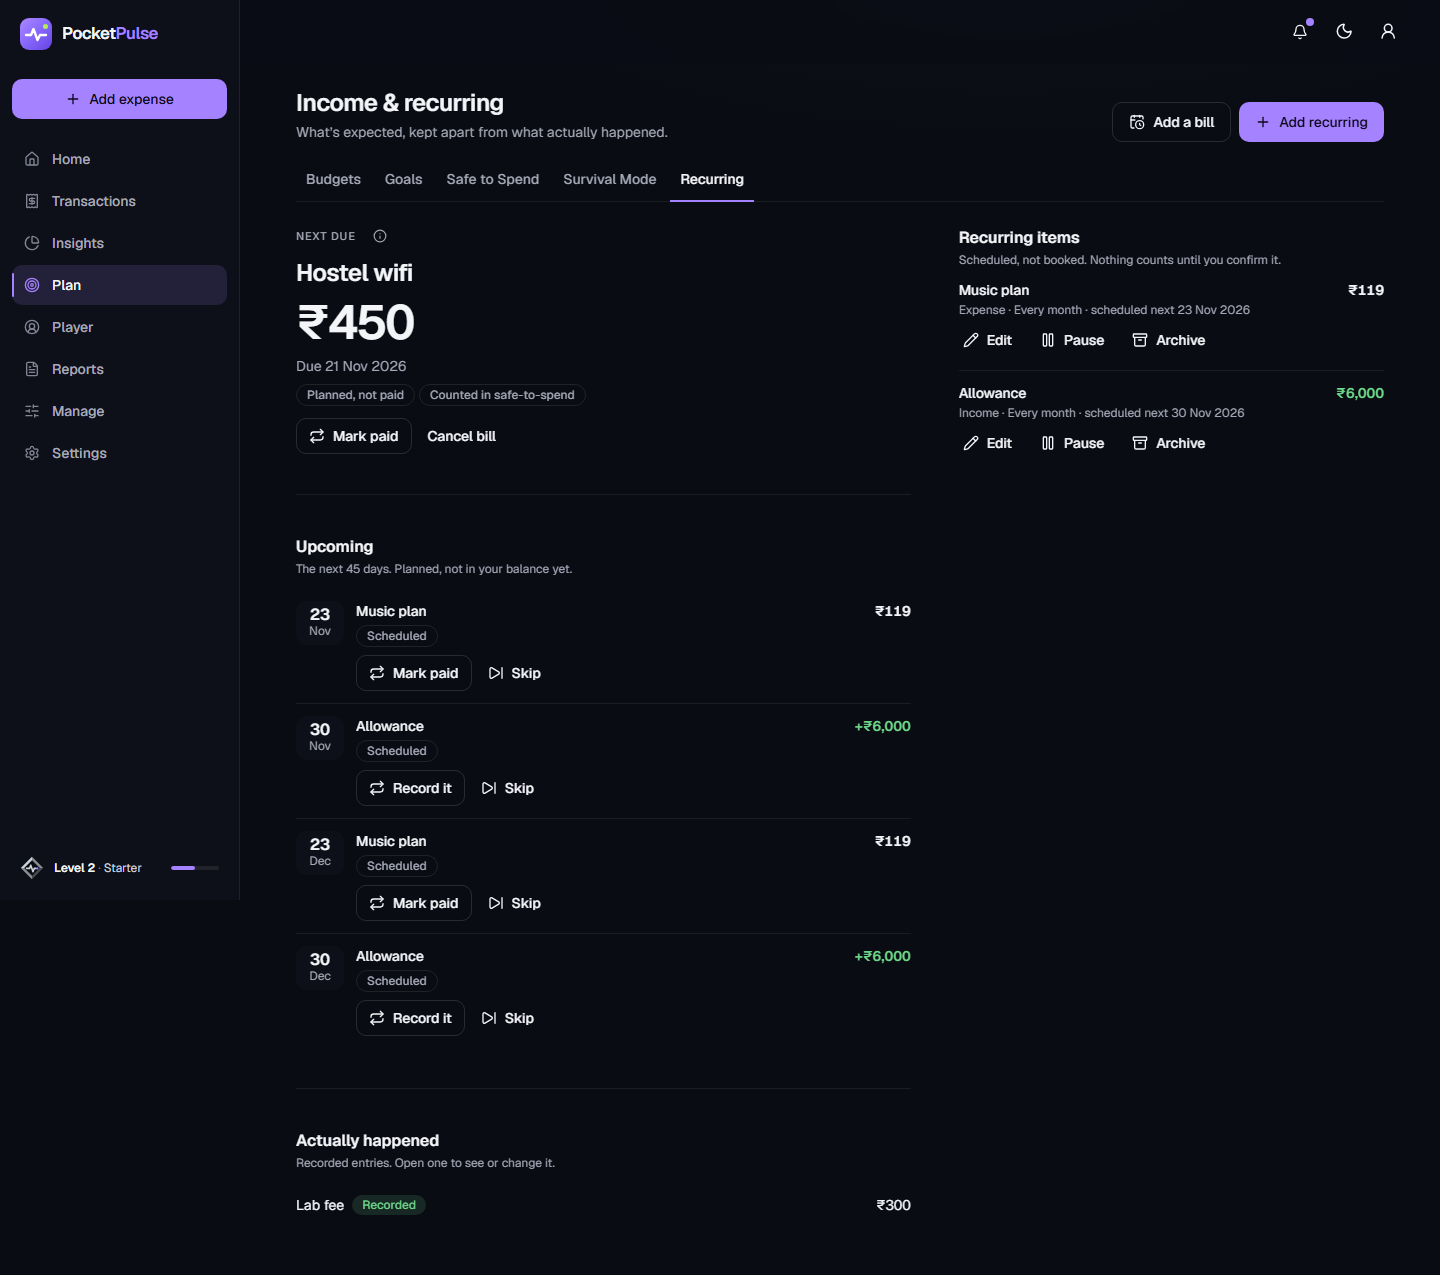 PocketPulse
Add expense
Home
Transactions
Insights
Plan
Player
Reports
Manage
Settings
Level 2 · Starter
Income & recurring
What's expected, kept apart from what actually happened.
Add a bill
Add recurring
Budgets
Goals
Safe to Spend
Survival Mode
Recurring
NEXT DUE
Hostel wifi
₹450
Due 21 Nov 2026
Planned, not paid
Counted in safe-to-spend
Mark paid
Cancel bill
Upcoming
The next 45 days. Planned, not in your balance yet.
23 Nov
Music plan
₹119
Scheduled
Mark paid
Skip
30 Nov
Allowance
+₹6,000
Scheduled
Record it
Skip
23 Dec
Music plan
₹119
Scheduled
Mark paid
Skip
30 Dec
Allowance
+₹6,000
Scheduled
Record it
Skip
Actually happened
Recorded entries. Open one to see or change it.
Lab fee
Recorded
₹300
Recurring items
Scheduled, not booked. Nothing counts until you confirm it.
Music plan
₹119
Expense · Every month · scheduled next 23 Nov 2026
Edit
Pause
Archive
Allowance
₹6,000
Income · Every month · scheduled next 30 Nov 2026
Edit
Pause
Archive